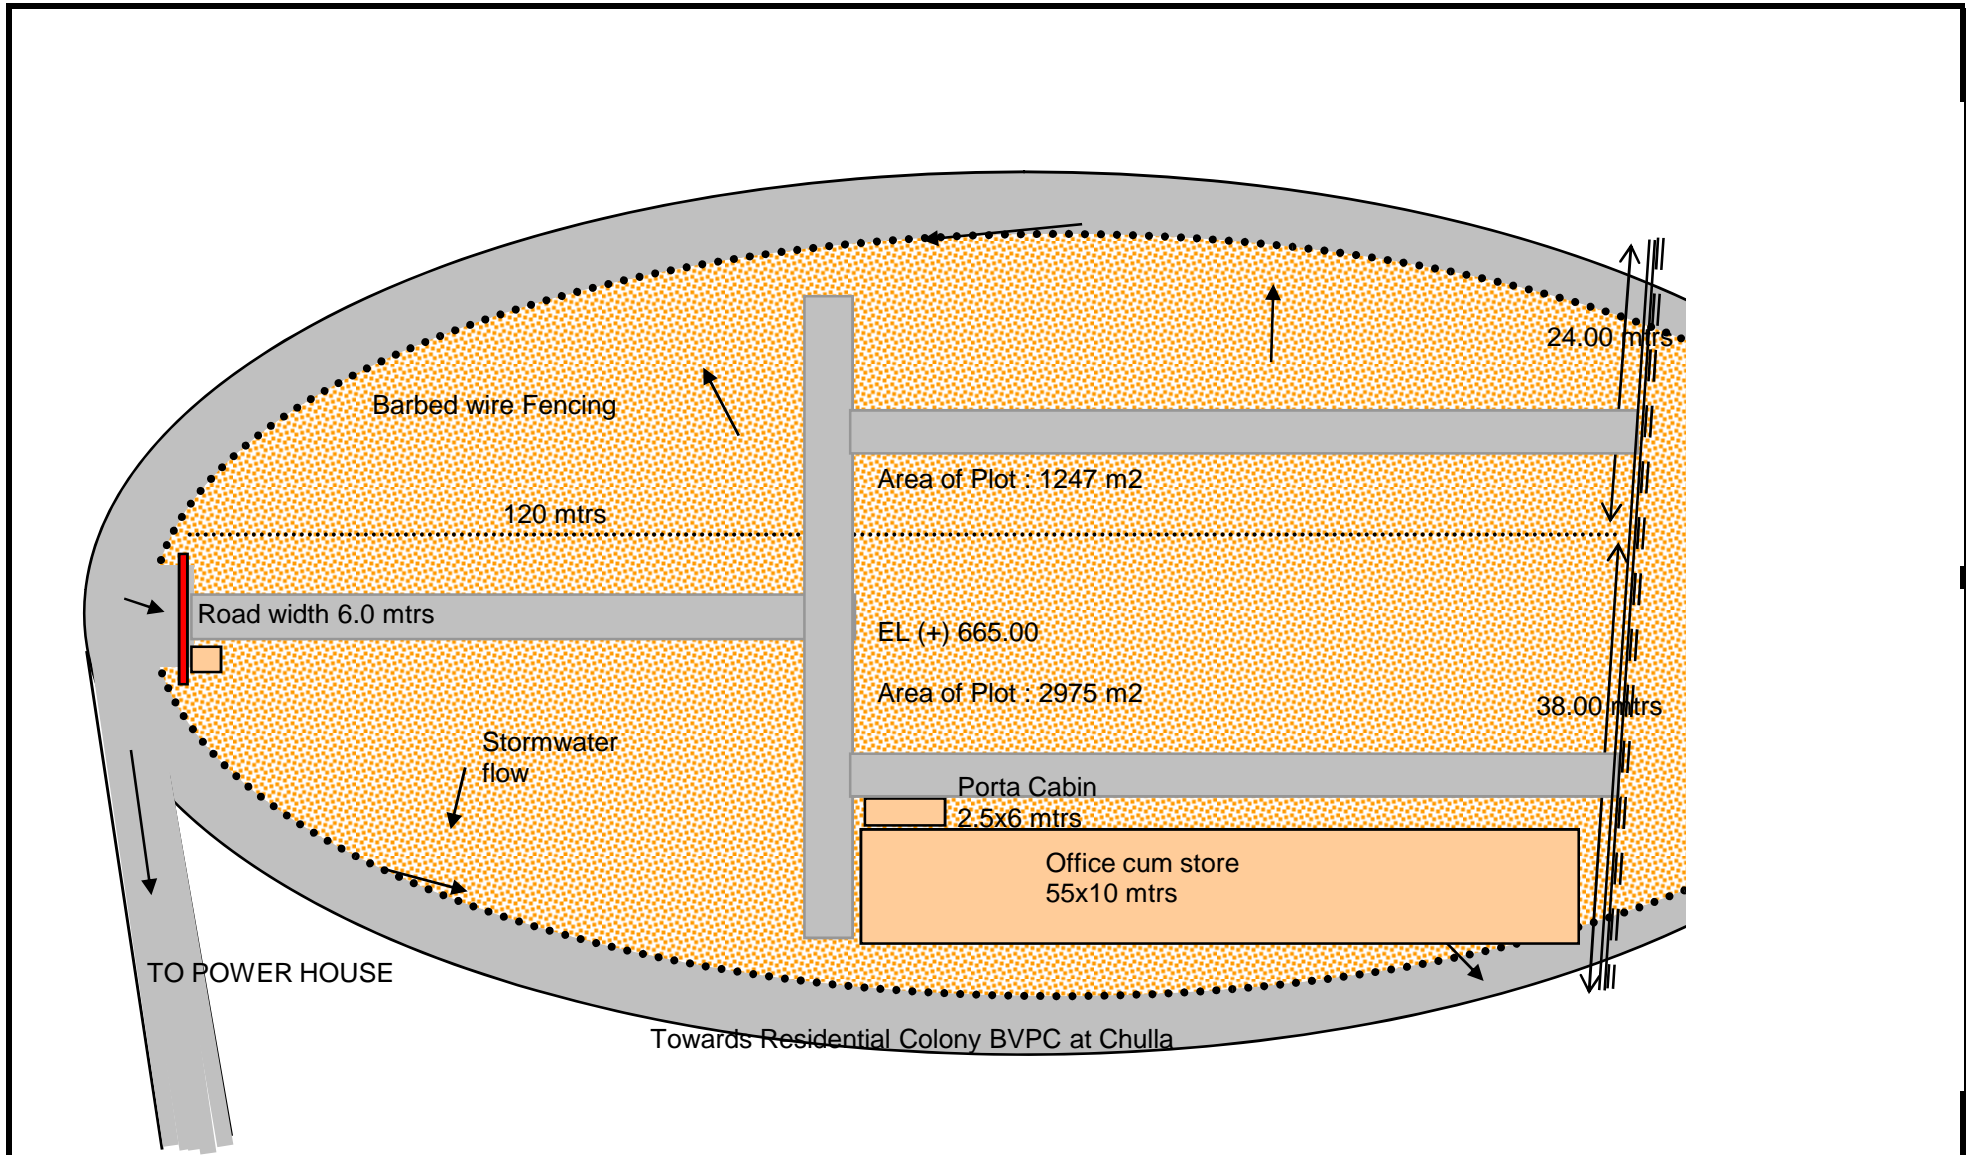 24.00 mtrs
Barbed wire Fencing
Area of Plot : 1247 m2
120 mtrs
Road width 6.0 mtrs
EL (+) 665.00
Area of Plot : 2975 m2
38.00 mtrs
Stormwater
flow
Porta Cabin
2.5x6 mtrs
Office cum store
55x10 mtrs
TO POWER HOUSE
Towards Residential Colony BVPC at Chulla